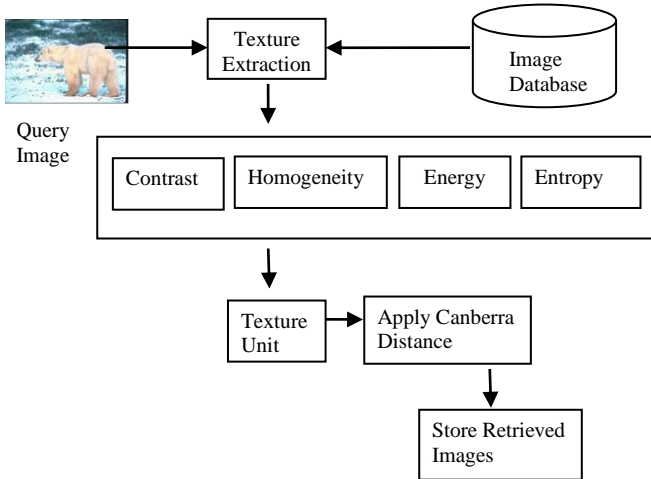 Texture
Extraction
Image
Database
Query
Image
Contrast
Homogeneity
Energy
Entropy
Texture
Unit
Apply Canberra
Distance
Store Retrieved
Images